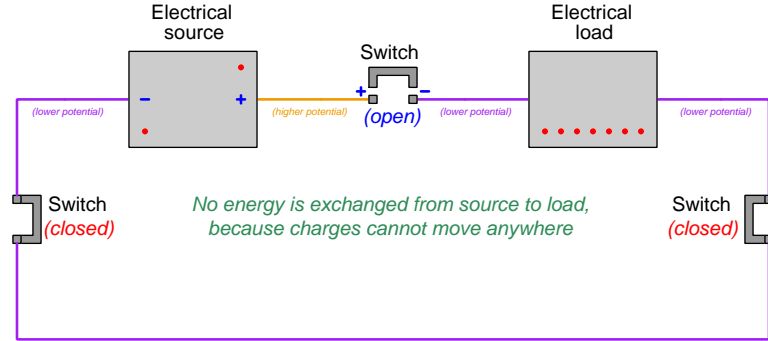 Electrical
source
Electrical
load
Switch
+ −
− +
(open)
(lower potential)
(higher potential)
(lower potential)
(lower potential)
Switch
(closed)
No energy is exchanged from source to load,
because charges cannot move anywhere
Switch
(closed)